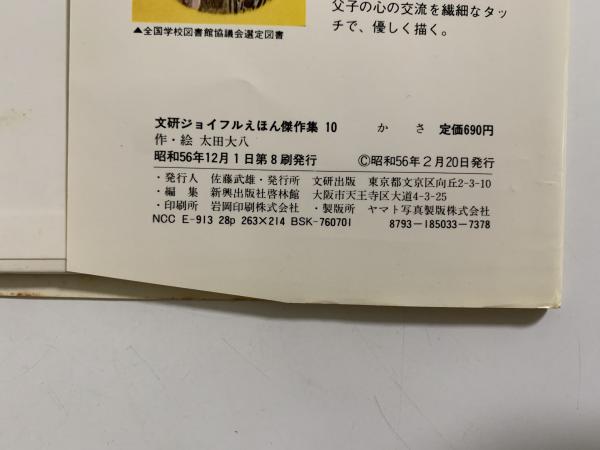 父子の心の交流を繊細なタッ
チで、優しく描く。
▲全国学校図書館協議会選定図書
文研ジョイフルえほん傑作集 10 かさ 定価690円
作・絵 太田大八
昭和56年12月1日第8刷発行 ©昭和56年2月20日発行
・発行人 佐藤武雄・発行所 文研出版 東京都文京区向丘2-3-10
・編集 新興出版社啓林館 大阪市天王寺区大道4-3-25
・印刷所 岩岡印刷株式会社 ・製版所 ヤマト写真製版株式会社
NCC E-913 28p 263×214 BSK-760701 8793-185033-7378